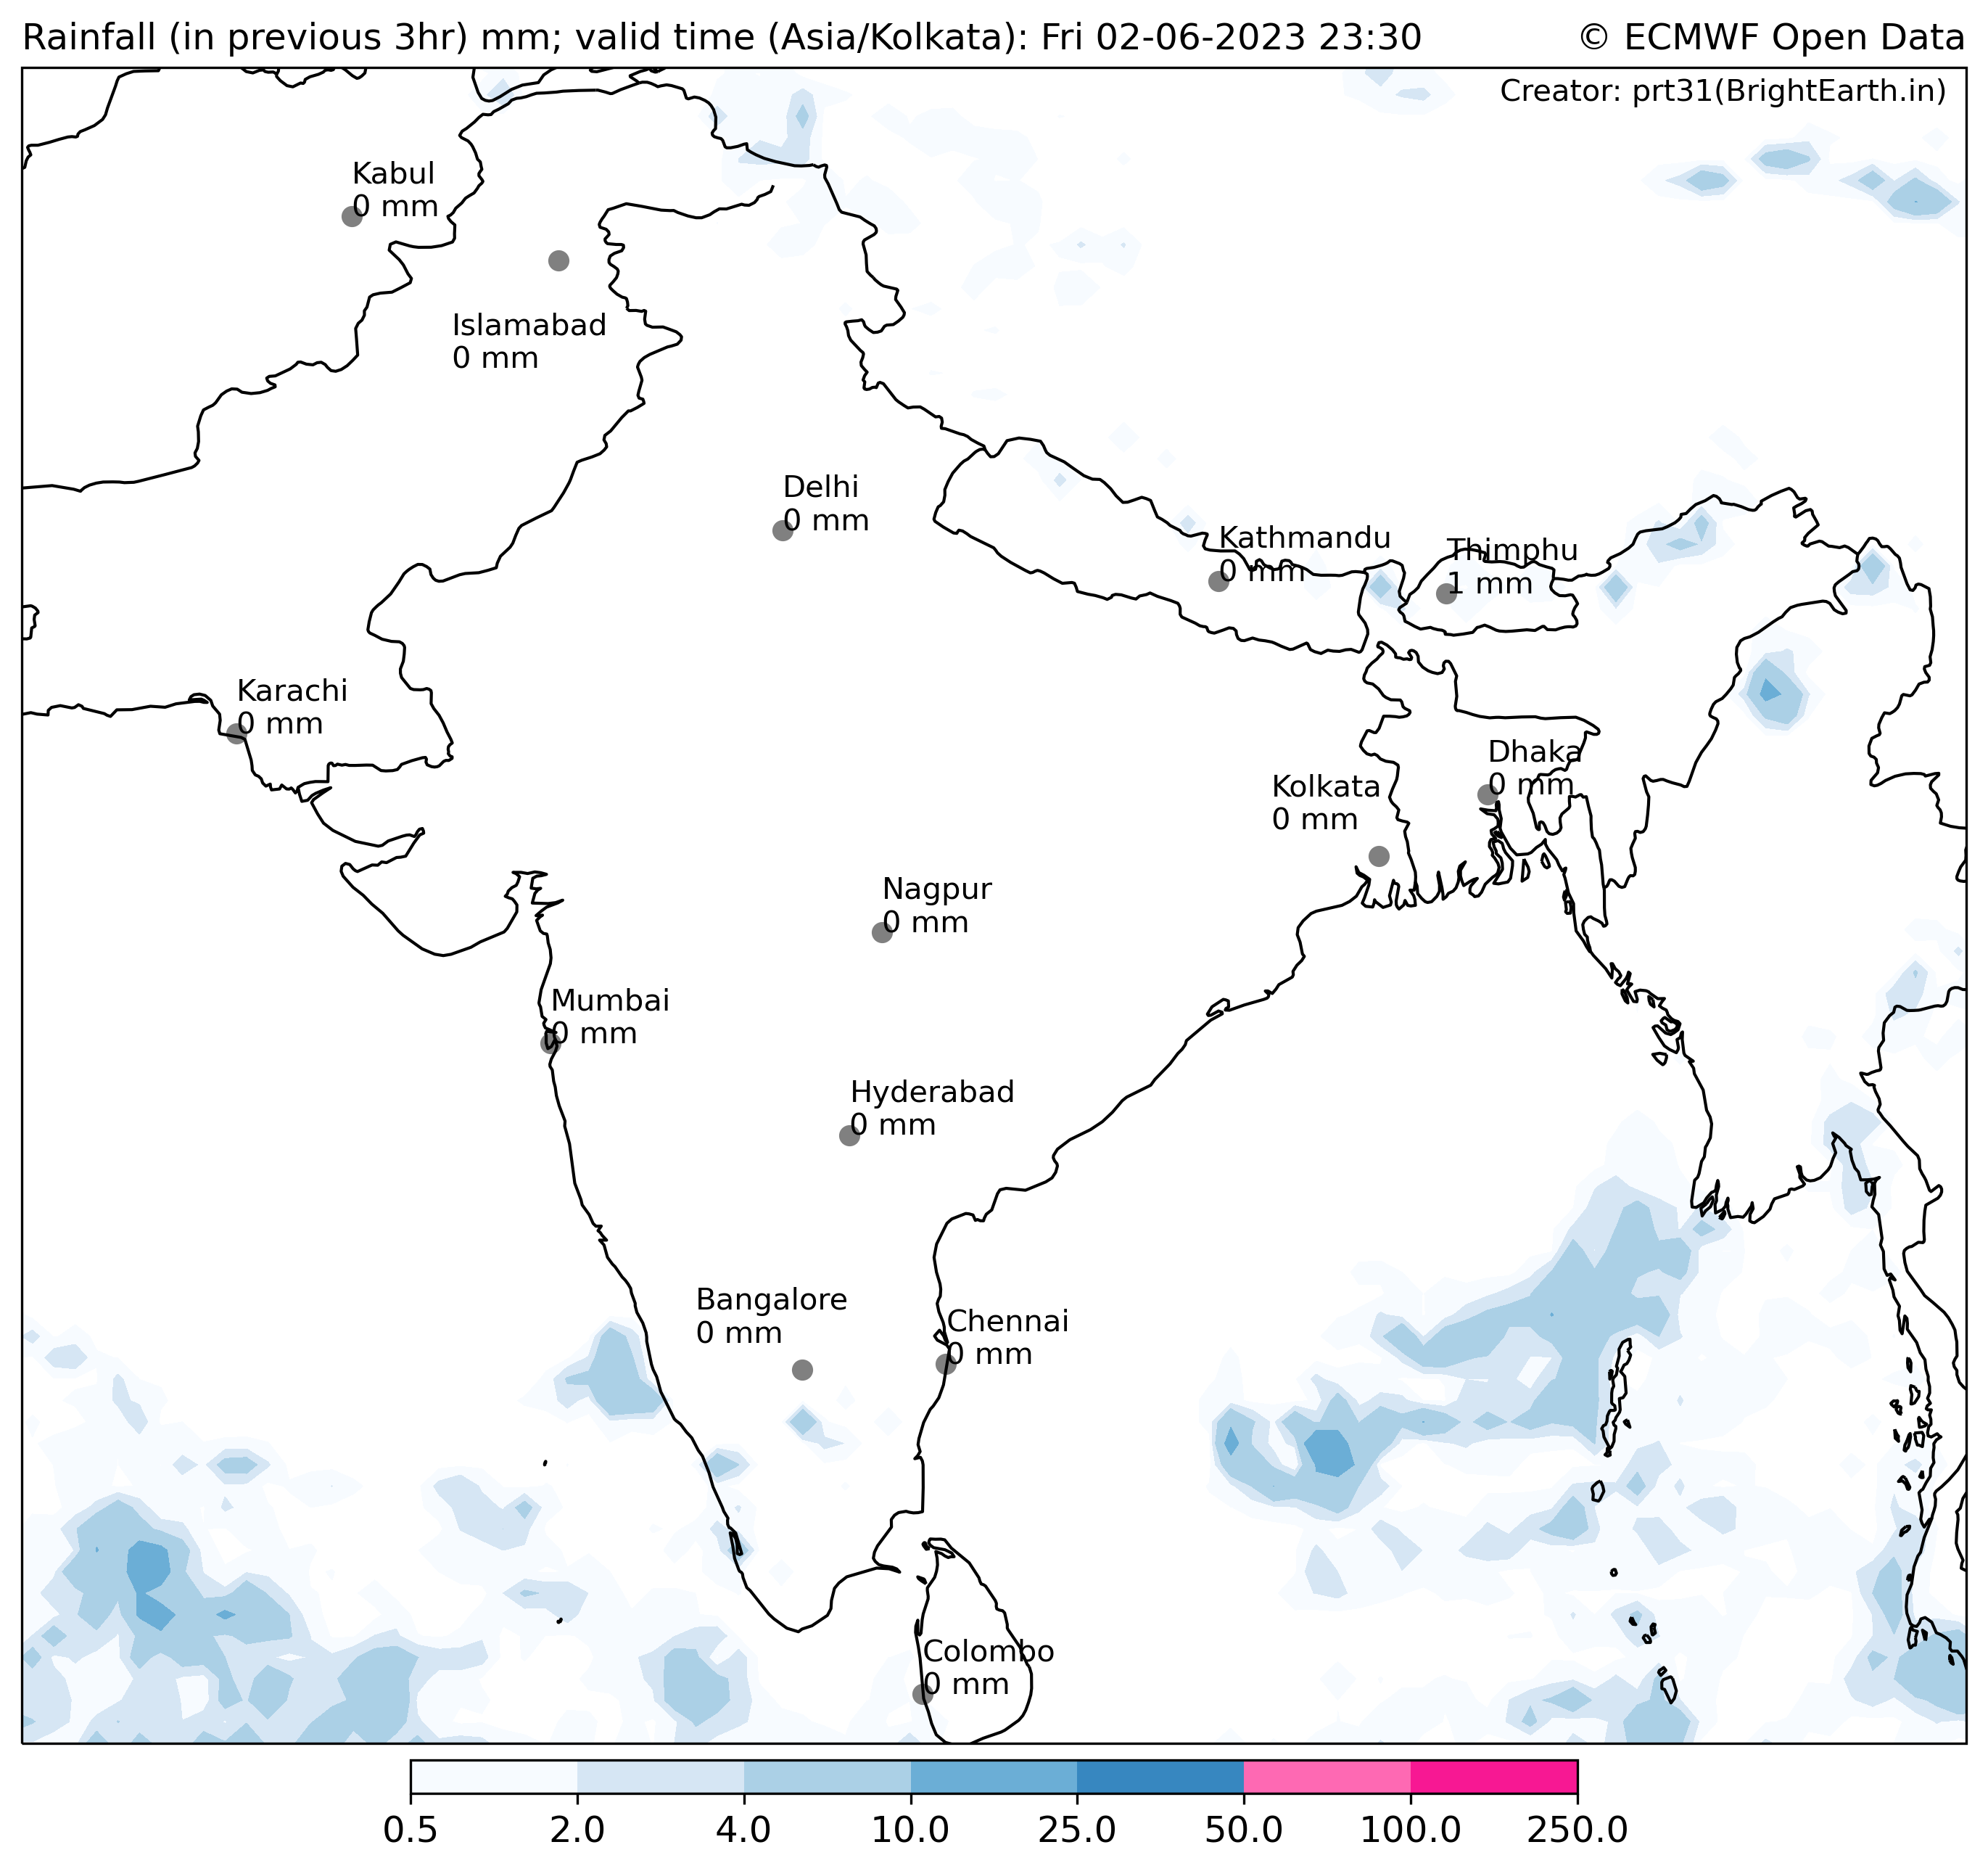 Rainfall (in previous 3hr) mm; valid time (Asia/Kolkata): Fri 02-06-2023 23:30
© ECMWF Open Data
Creator: prt31(BrightEarth.in)
Kabul
0 mm
Islamabad
0 mm
Delhi
0 mm
Kathmandu
0 mm
Thimphu
1 mm
Karachi
0 mm
Dhaka
0 mm
Kolkata
0 mm
Nagpur
0 mm
Mumbai
0 mm
Hyderabad
0 mm
Bangalore
0 mm
Chennai
0 mm
Colombo
0 mm
0.5 2.0 4.0 10.0 25.0 50.0 100.0 250.0